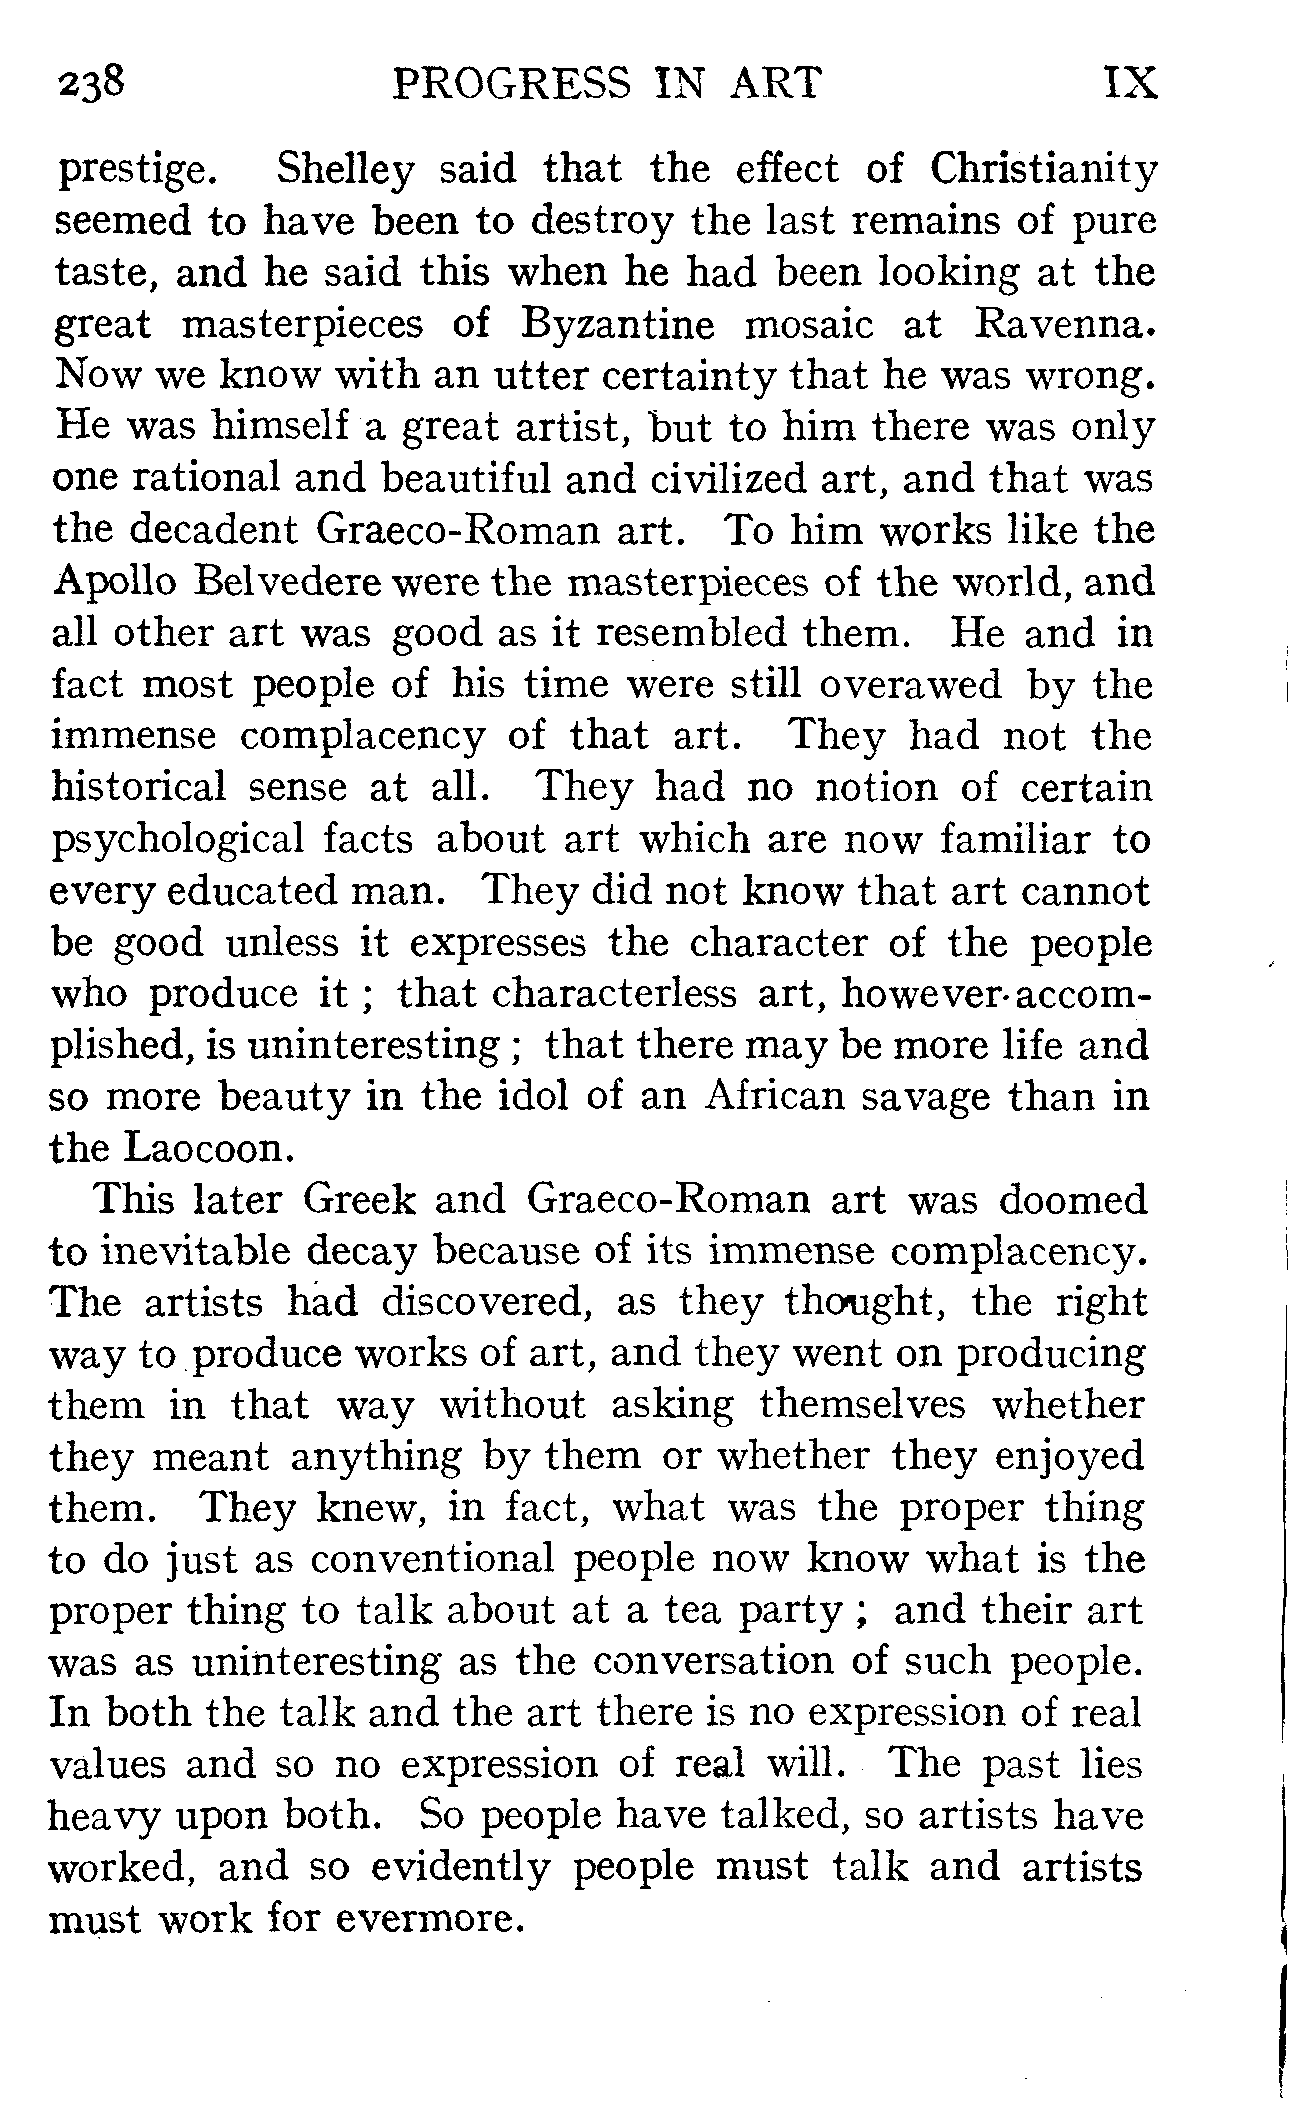 238 PROGRESS IN ART IX
prestige. Shelley said that the effect of Christianity
seemed to have been to destroy the last remains of pure
taste, and he said this when he had been looking at the
great masterpieces of Byzantine mosaic at Ravenna.
Now we know with an utter certainty that he was wrong.
He was himself a great artist, but to him there was only
one rational and beautiful and civilized art, and that was
the decadent Graeco-Roman art. To him works like the
Apollo Belvedere were the masterpieces of the world, and
all other art was good as it resembled them. He and in
fact most people of his time were still overawed by the
immense complacency of that art. They had not the
historical sense at all. They had no notion of certain
psychological facts about art which are now familiar to
every educated man. They did not know that art cannot
be good unless it expresses the character of the people
who produce it ; that characterless art, however accom-
plished, is uninteresting ; that there may be more life and
so more beauty in the idol of an African savage than in
the Laocoon.
This later Greek and Graeco-Roman art was doomed
to inevitable decay because of its immense complacency.
The artists had discovered, as they thought, the right
way to produce works of art, and they went on producing
them in that way without asking themselves whether
they meant anything by them or whether they enjoyed
them. They knew, in fact, what was the proper thing
to do just as conventional people now know what is the
proper thing to talk about at a tea party ; and their art
was as uninteresting as the conversation of such people.
In both the talk and the art there is no expression of real
values and so no expression of real will. The past lies
heavy upon both. So people have talked, so artists have
worked, and so evidently people must talk and artists
must work for evermore.